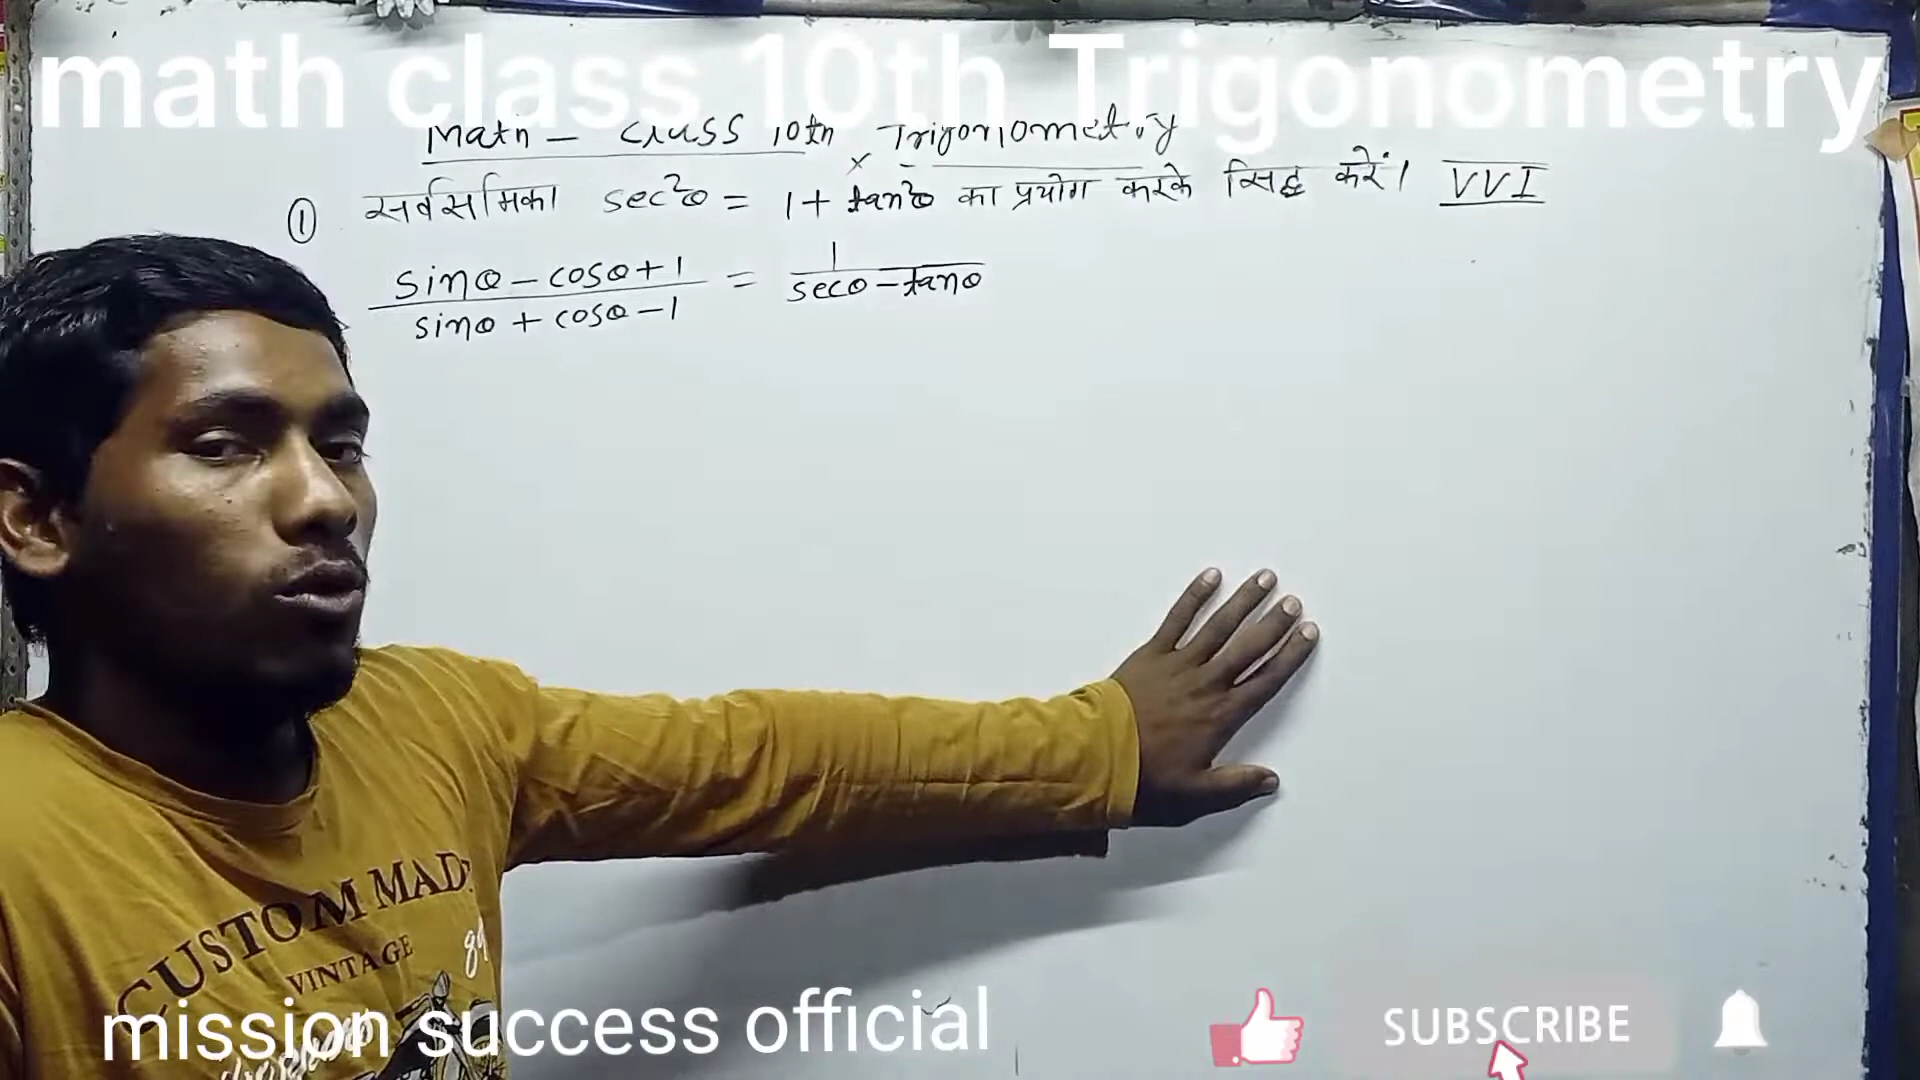 math class 10th Trigonometry
Math – Class 10th Trigonometry
① सर्वसमिका sec²θ = 1 + tan²θ का प्रयोग करके सिद्ध करें। VVI
sinθ – cosθ + 1 / sinθ + cosθ – 1 = 1 / secθ – tanθ
CUSTOM MADE
VINTAGE
89
mission success official
SUBSCRIBE